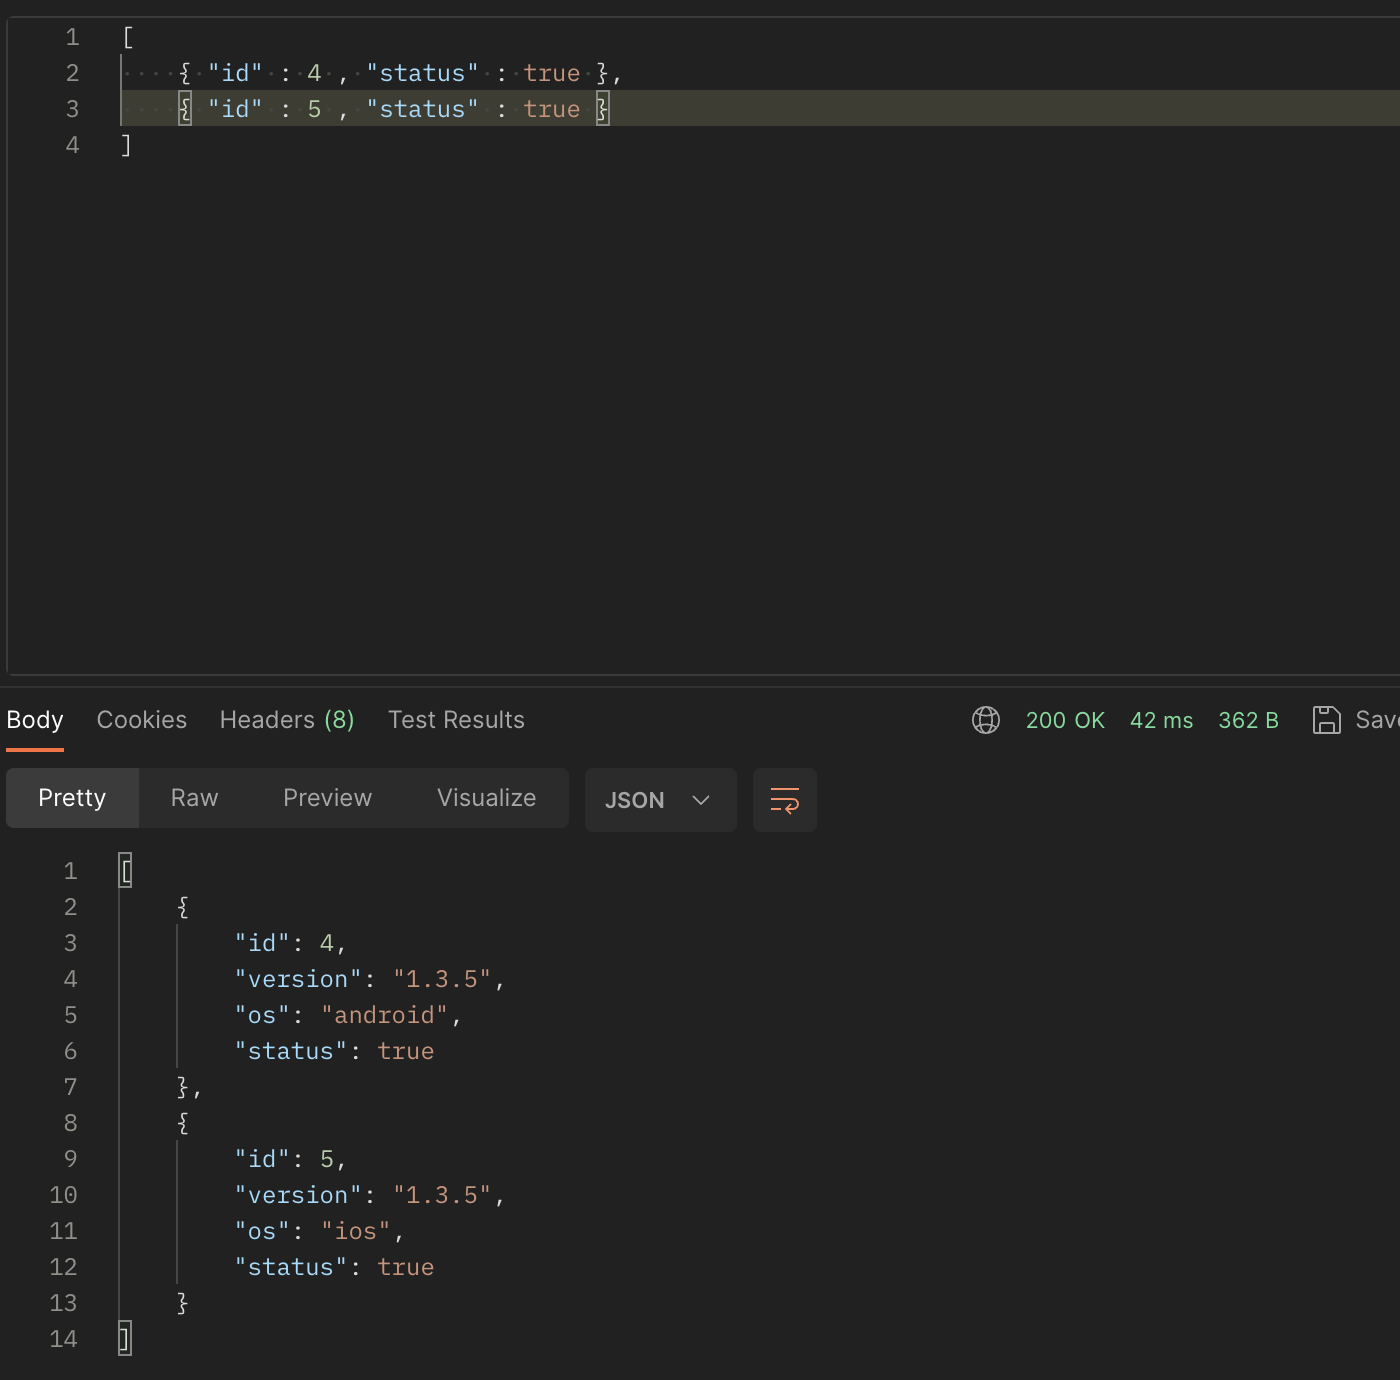 1 [
2 { "id" : 4 , "status" : true },
3 { "id" : 5 , "status" : true }
4 ]
Body Cookies Headers (8) Test Results 200 OK 42 ms 362 B Save
Pretty Raw Preview Visualize JSON
1 [
2 {
3 "id": 4,
4 "version": "1.3.5",
5 "os": "android",
6 "status": true
7 },
8 {
9 "id": 5,
10 "version": "1.3.5",
11 "os": "ios",
12 "status": true
13 }
14 ]